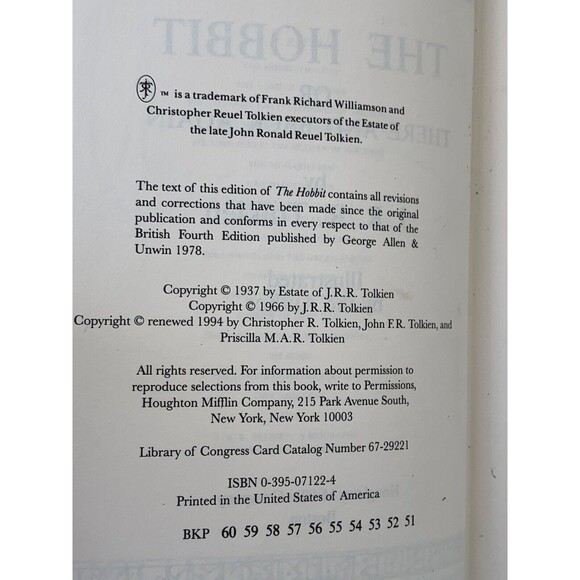 THE HOBBIT
OR
THERE AND BACK AGAIN
by
Illustrated
™ is a trademark of Frank Richard Williamson and
Christopher Reuel Tolkien executors of the Estate of
the late John Ronald Reuel Tolkien.
The text of this edition of The Hobbit contains all revisions
and corrections that have been made since the original
publication and conforms in every respect to that of the
British Fourth Edition published by George Allen &
Unwin 1978.
Copyright © 1937 by Estate of J.R.R. Tolkien
Copyright © 1966 by J.R.R. Tolkien
Copyright © renewed 1994 by Christopher R. Tolkien, John F.R. Tolkien, and
Priscilla M.A.R. Tolkien
All rights reserved. For information about permission to
reproduce selections from this book, write to Permissions,
Houghton Mifflin Company, 215 Park Avenue South,
New York, New York 10003
Library of Congress Card Catalog Number 67-29221
ISBN 0-395-07122-4
Printed in the United States of America
BKP 60 59 58 57 56 55 54 53 52 51